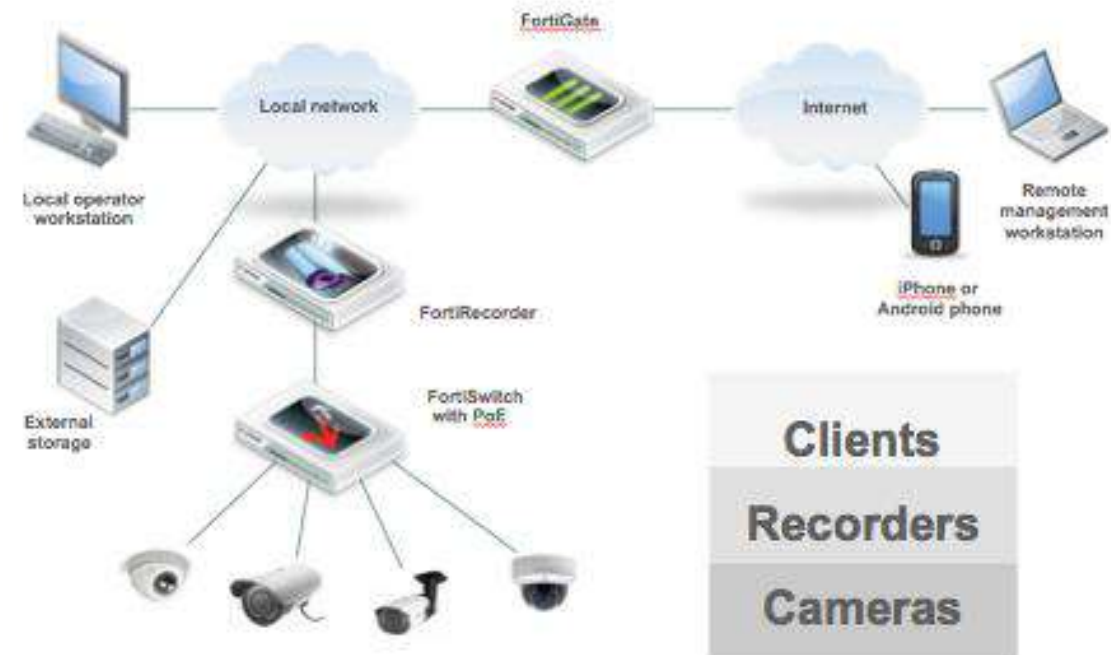 FortiGate
Local network
Internet
Local operator
workstation
Remote
management
workstation
iPhone or
Android phone
FortiRecorder
FortiSwitch
with PoE
External
storage
Clients
Recorders
Cameras